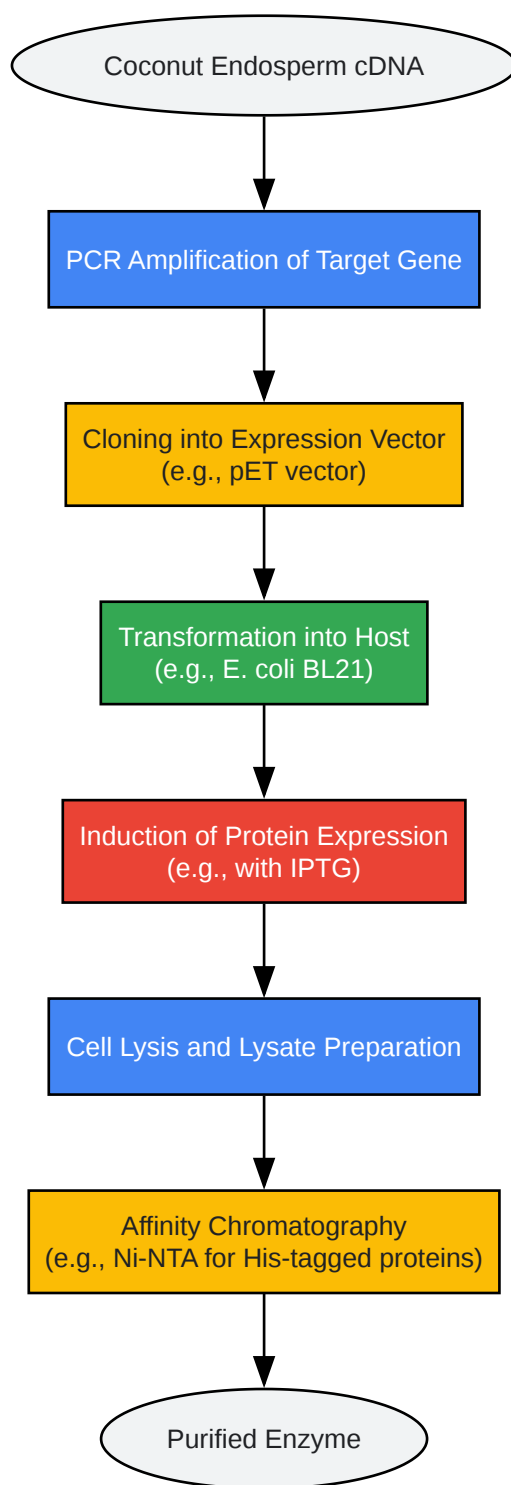 Coconut Endosperm cDNA
PCR Amplification of Target Gene
Cloning into Expression Vector
(e.g., pET vector)
Transformation into Host
(e.g., E. coli BL21)
Induction of Protein Expression
(e.g., with IPTG)
Cell Lysis and Lysate Preparation
Affinity Chromatography
(e.g., Ni-NTA for His-tagged proteins)
Purified Enzyme